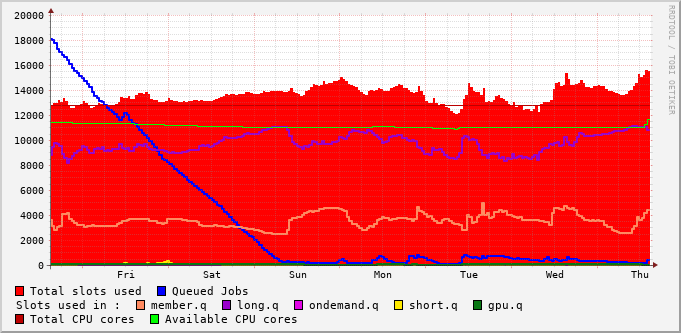 20000
18000
16000
14000
12000
10000
8000
6000
4000
2000
0
Fri Sat Sun Mon Tue Wed Thu
RRDTOOL / TOBI OETIKER
Total slots used Queued Jobs
Slots used in : member.q long.q ondemand.q short.q gpu.q
Total CPU cores Available CPU cores